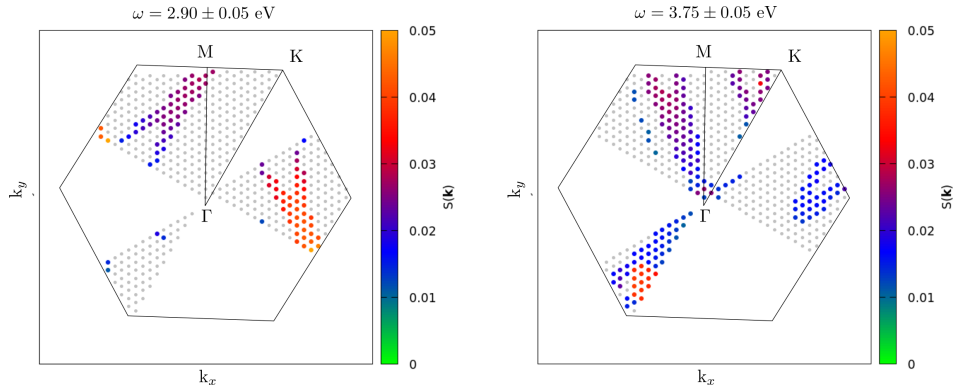 ω = 2.90 ± 0.05 eV
M
K
Γ
k_y
k_x
0.05
0.04
0.03
0.02
0.01
0
S(k)
ω = 3.75 ± 0.05 eV
M
K
Γ
k_y
k_x
0.05
0.04
0.03
0.02
0.01
0
S(k)